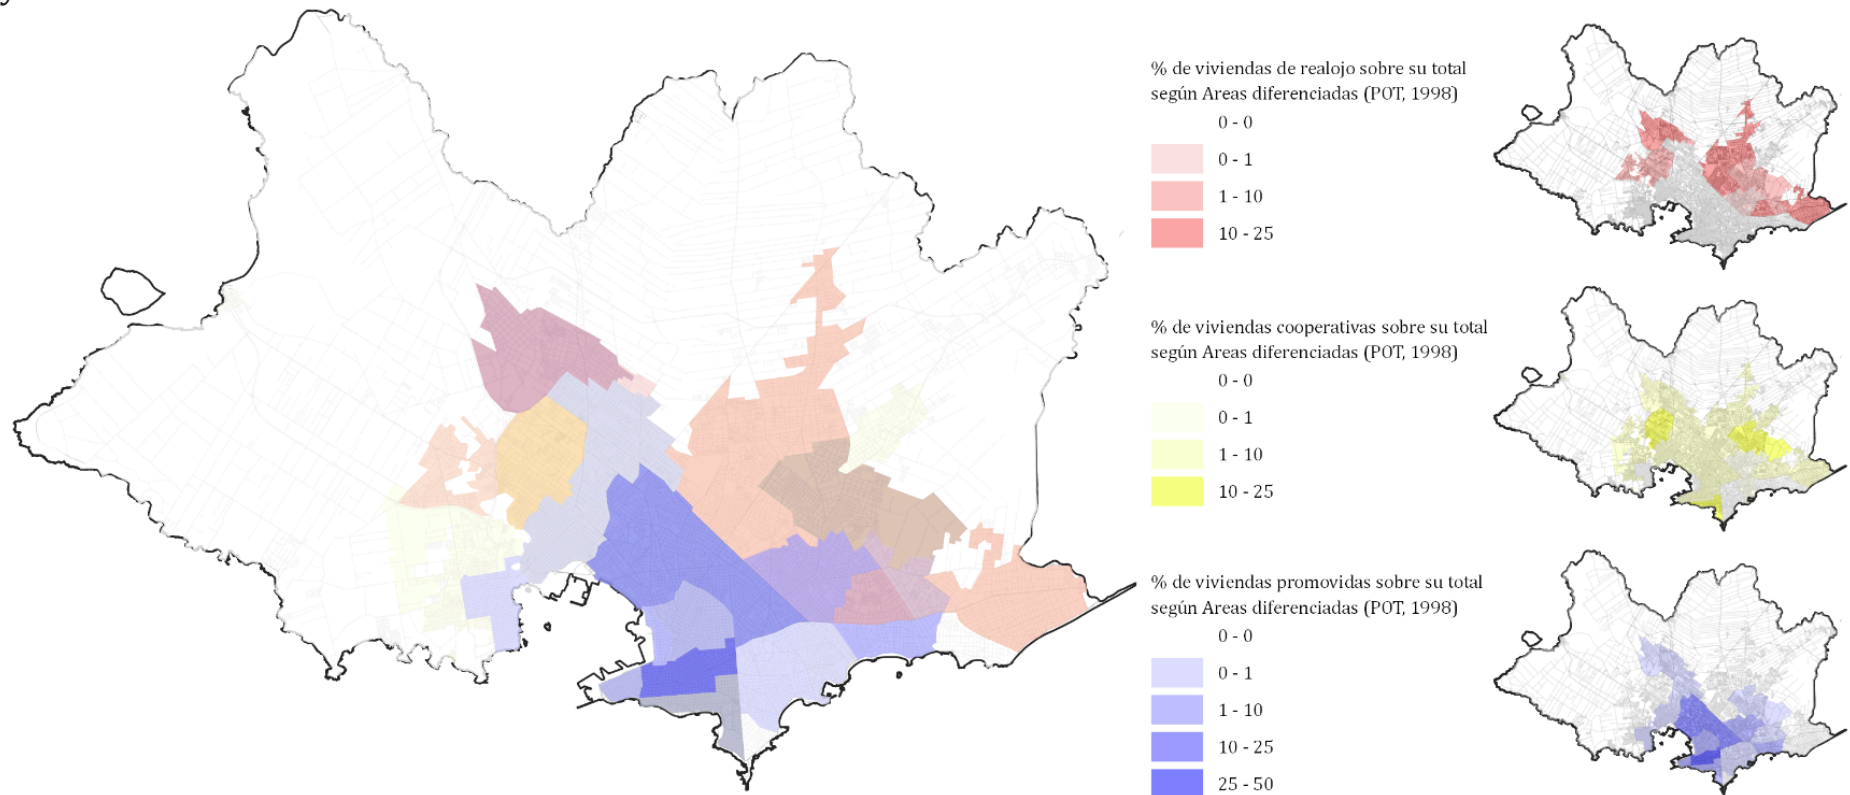 % de viviendas de realojo sobre su total
según Areas diferenciadas (POT, 1998)
0 - 0
0 - 1
1 - 10
10 - 25
% de viviendas cooperativas sobre su total
según Areas diferenciadas (POT, 1998)
0 - 0
0 - 1
1 - 10
10 - 25
% de viviendas promovidas sobre su total
según Areas diferenciadas (POT, 1998)
0 - 0
0 - 1
1 - 10
10 - 25
25 - 50